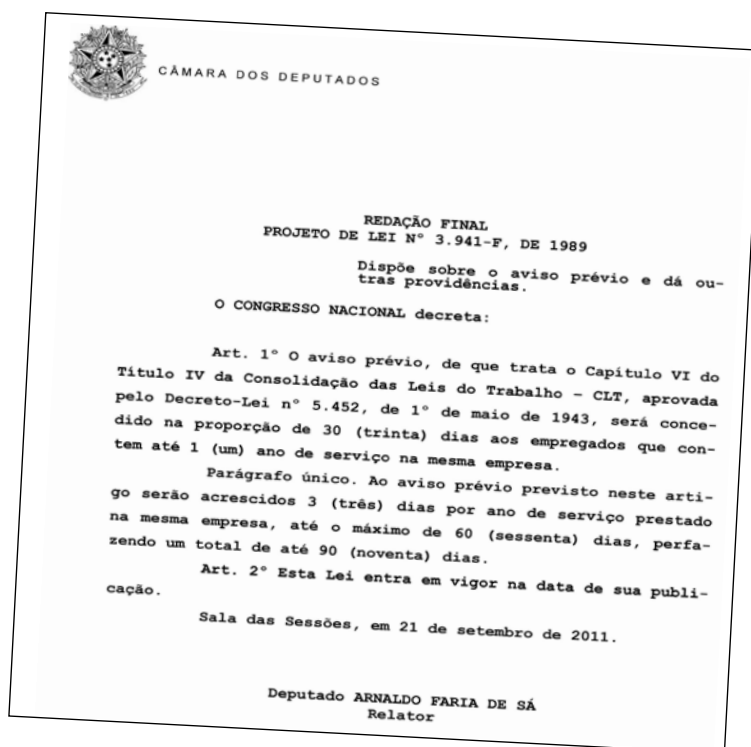 CÂMARA DOS DEPUTADOS
REDAÇÃO FINAL
PROJETO DE LEI Nº 3.941-F, DE 1989
Dispõe sobre o aviso prévio e dá ou-
tras providências.
O CONGRESSO NACIONAL decreta:
Art. 1º O aviso prévio, de que trata o Capítulo VI do
Título IV da Consolidação das Leis do Trabalho – CLT, aprovada
pelo Decreto-Lei nº 5.452, de 1º de maio de 1943, será conce-
dido na proporção de 30 (trinta) dias aos empregados que con-
tem até 1 (um) ano de serviço na mesma empresa.
Parágrafo único. Ao aviso prévio previsto neste arti-
go serão acrescidos 3 (três) dias por ano de serviço prestado
na mesma empresa, até o máximo de 60 (sessenta) dias, perfa-
zendo um total de até 90 (noventa) dias.
Art. 2º Esta Lei entra em vigor na data de sua publi-
cação.
Sala das Sessões, em 21 de setembro de 2011.
Deputado ARNALDO FARIA DE SÁ
Relator